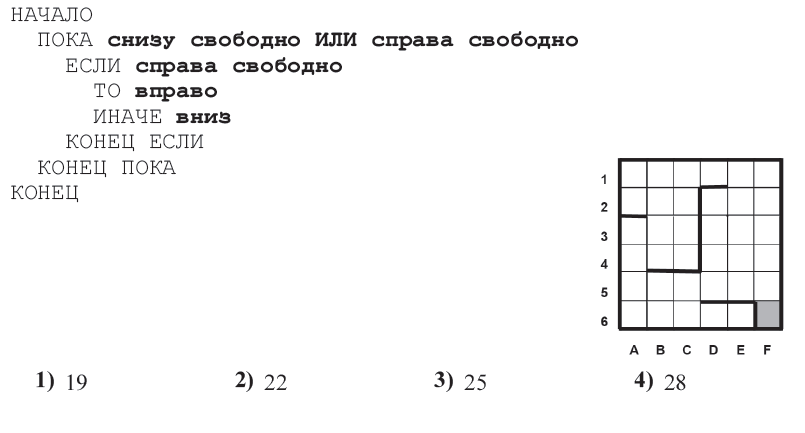 НАЧАЛО
ПОКА снизу свободно ИЛИ справа свободно
ЕСЛИ справа свободно
ТО вправо
ИНАЧЕ вниз
КОНЕЦ ЕСЛИ
КОНЕЦ ПОКА
КОНЕЦ
1
2
3
4
5
6
A B C D E F
1) 19 2) 22 3) 25 4) 28